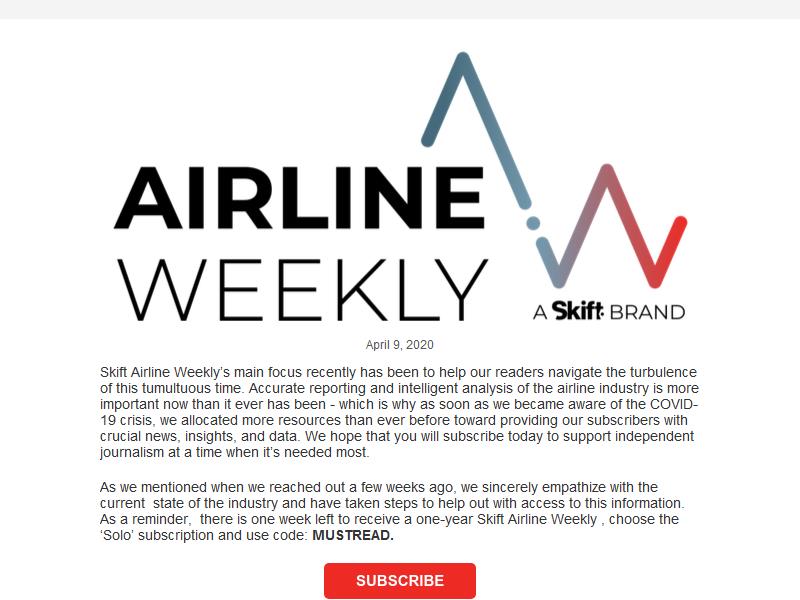 AIRLINE
WEEKLY
A Skift: BRAND
April 9, 2020
Skift Airline Weekly's main focus recently has been to help our readers navigate the turbulence
of this tumultuous time. Accurate reporting and intelligent analysis of the airline industry is more
important now than it ever has been - which is why as soon as we became aware of the COVID-
19 crisis, we allocated more resources than ever before toward providing our subscribers with
crucial news, insights, and data. We hope that you will subscribe today to support independent
journalism at a time when it's needed most.
As we mentioned when we reached out a few weeks ago, we sincerely empathize with the
current  state of the industry and have taken steps to help out with access to this information.
As a reminder,  there is one week left to receive a one-year Skift Airline Weekly , choose the
‘Solo’ subscription and use code: MUSTREAD.
SUBSCRIBE